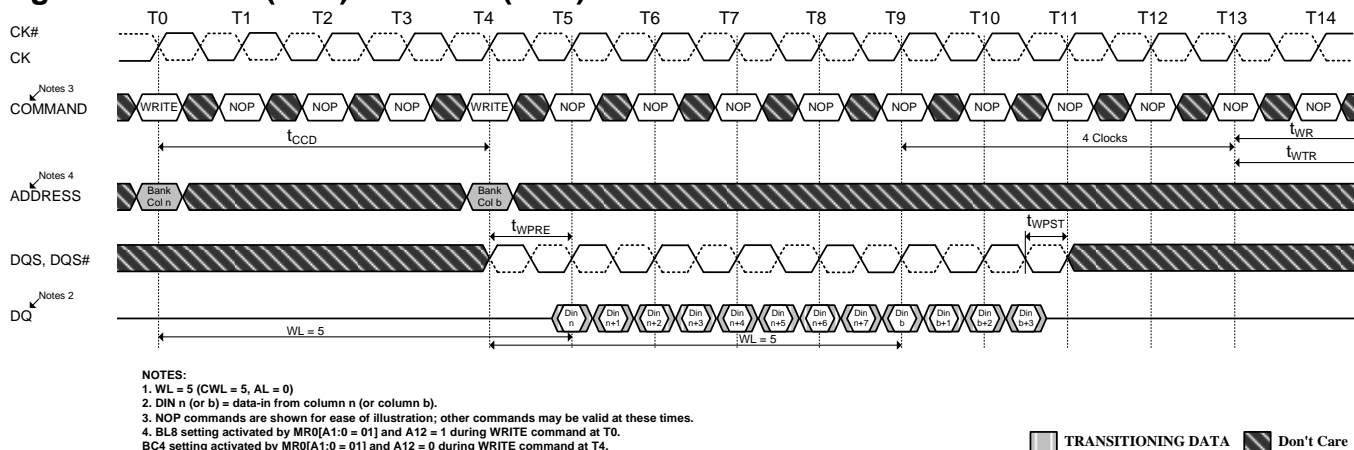 T0 T1 T2 T3 T4 T5 T6 T7 T8 T9 T10 T11 T12 T13 T14
CK#
CK
Notes 3
COMMAND
WRITE NOP NOP NOP WRITE NOP NOP NOP NOP NOP NOP NOP NOP NOP NOP
tCCD
4 Clocks
tWR
tWTR
Notes 4
ADDRESS
Bank Col n
Bank Col b
tWPRE
tWPST
DQS, DQS#
Notes 2
DQ
Din n Din n+1 Din n+2 Din n+3 Din n+4 Din n+5 Din n+6 Din n+7 Din b Din b+1 Din b+2 Din b+3
WL = 5
WL = 5
NOTES:
1. WL = 5 (CWL = 5, AL = 0)
2. DIN n (or b) = data-in from column n (or column b).
3. NOP commands are shown for ease of illustration; other commands may be valid at these times.
4. BL8 setting activated by MR0[A1:0 = 01] and A12 = 1 during WRITE command at T0.
BC4 setting activated by MR0[A1:0 = 01] and A12 = 0 during WRITE command at T4.
TRANSITIONING DATA
Don't Care